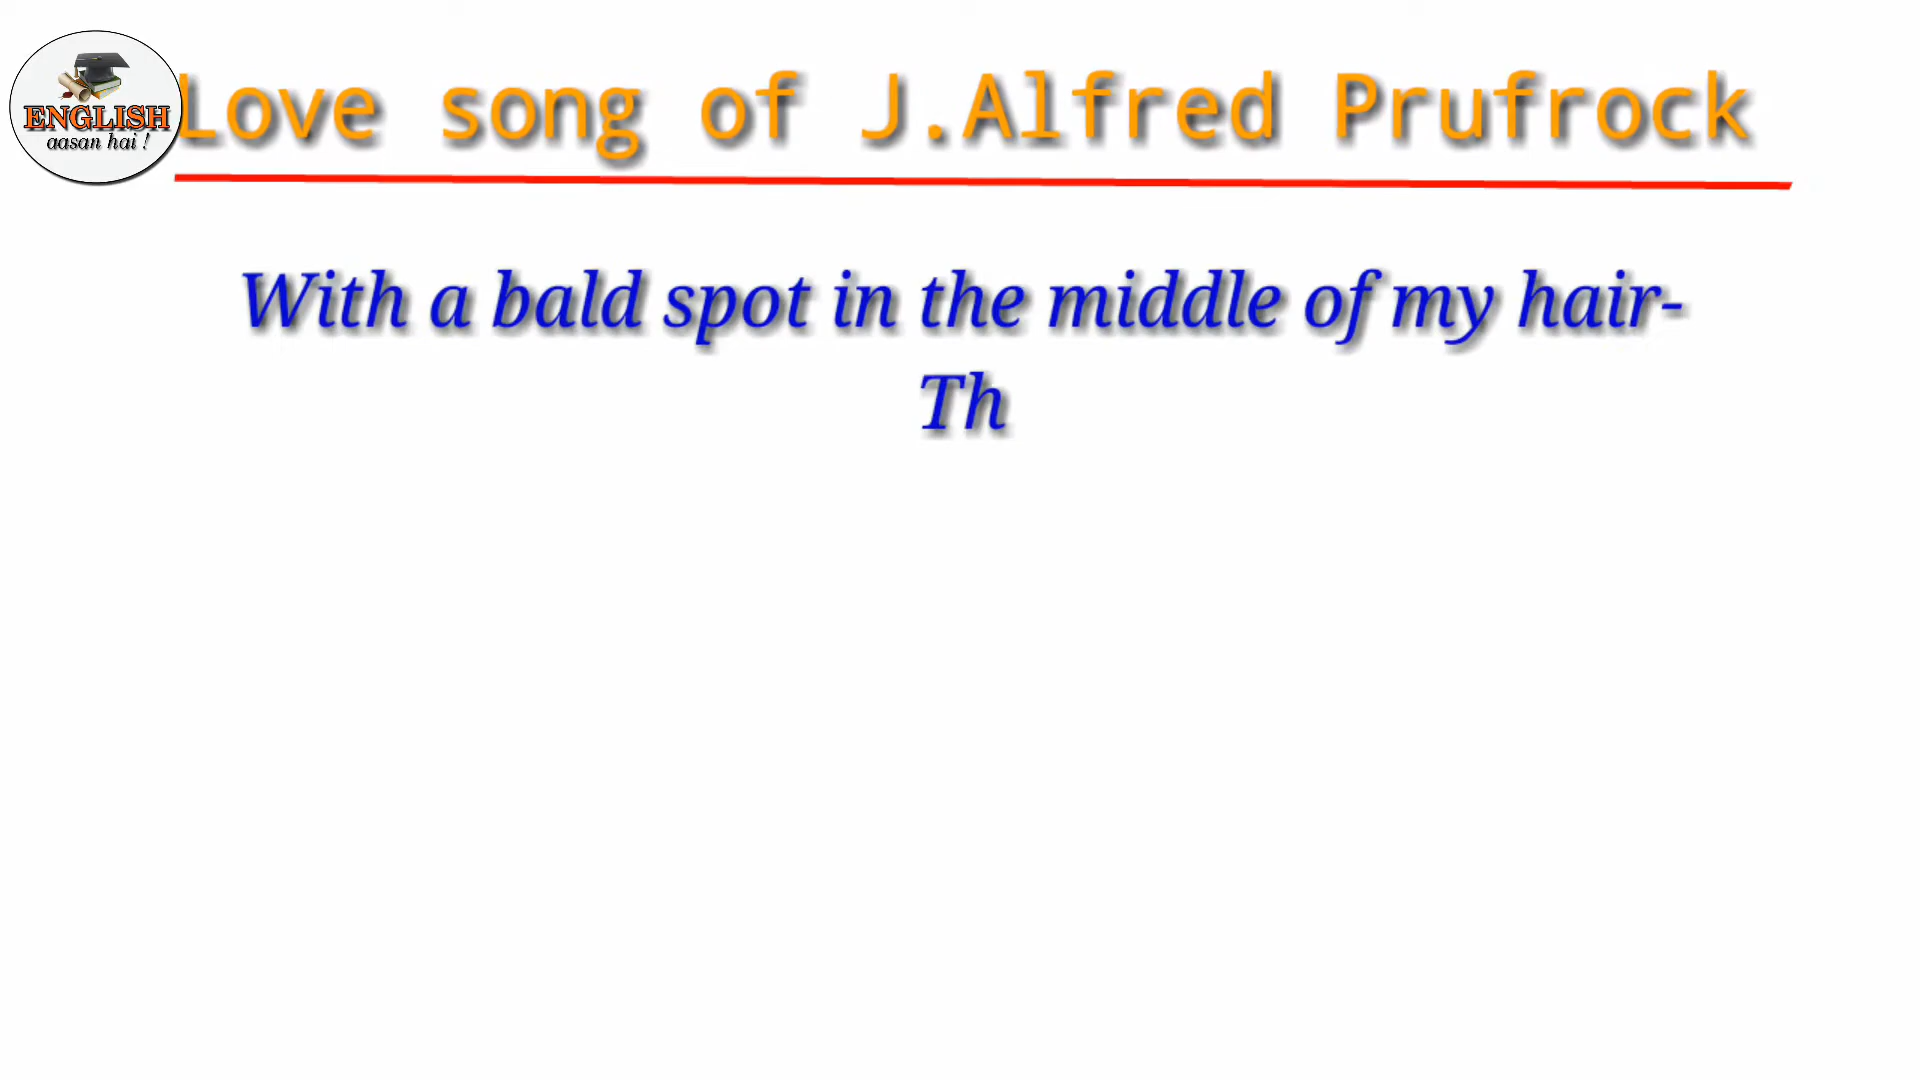 ENGLISH
aasan hai !
Love song of J.Alfred Prufrock
With a bald spot in the middle of my hair-
Th